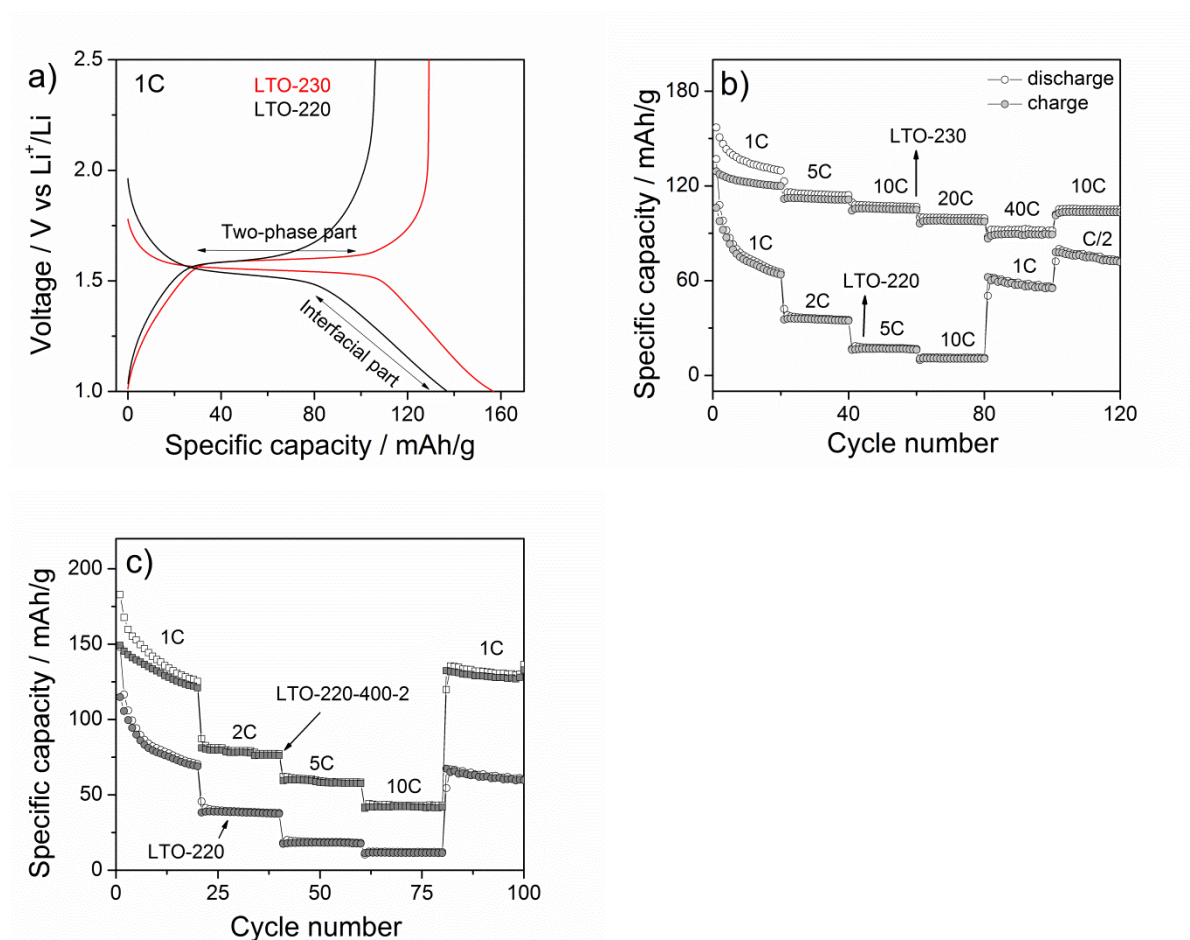 a)
1C
LTO-230
LTO-220
Two-phase part
Interfacial part
2.5
2.0
1.5
1.0
0 40 80 120 160
Voltage / V vs Li⁺/Li
Specific capacity / mAh/g
b)
discharge
charge
1C
5C
10C
LTO-230
20C
40C
10C
1C
2C
LTO-220
5C
10C
1C
C/2
180
120
60
0
0 20 40 60 80 100 120
Specific capacity / mAh/g
Cycle number
c)
1C
2C
LTO-220-400-2
5C
10C
1C
LTO-220
200
150
100
50
0
0 25 50 75 100
Specific capacity / mAh/g
Cycle number